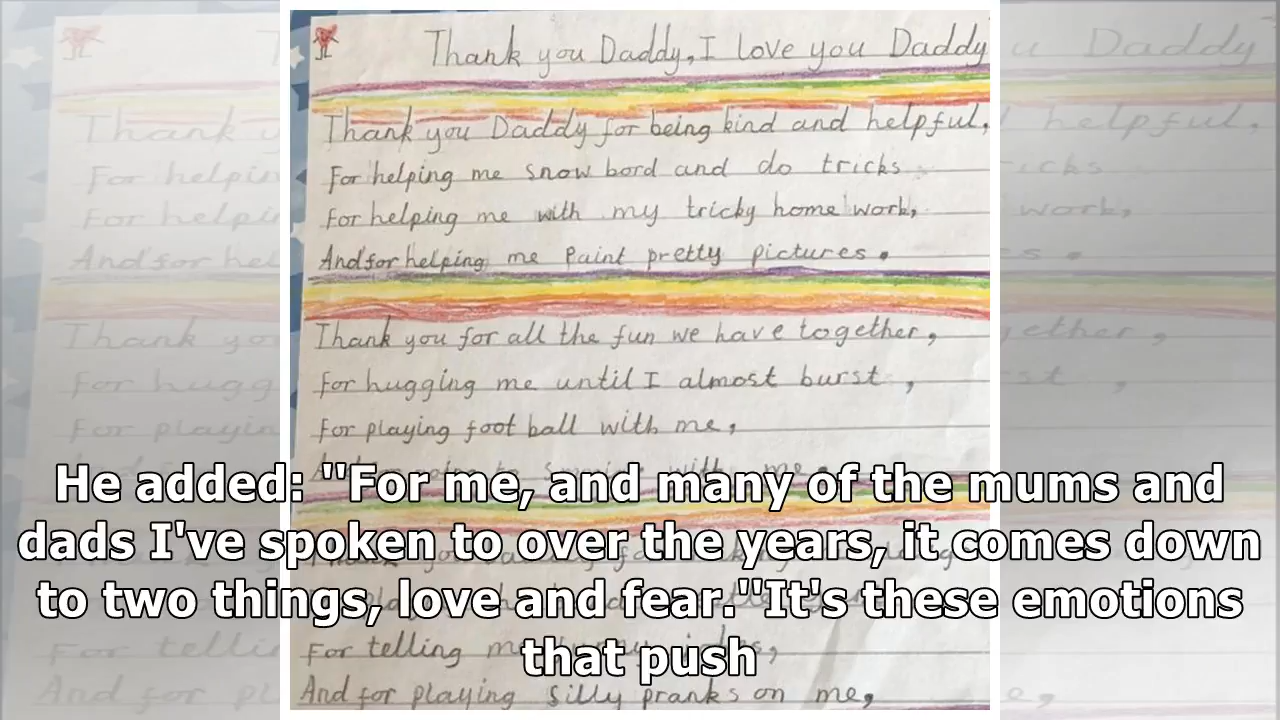 Thank you Daddy, I love you Daddy
Thank you Daddy for being kind and helpful,
For helping me snow bord and do tricks
For helping me with my tricky home work,
And for helping me Paint pretty pictures.
Thank you for all the fun we have together,
For hugging me until I almost burst,
For playing foot ball with me,
with me.
He added: "For me, and many of the mums and
dads I've spoken to over the years, it comes down
to two things, love and fear."It's these emotions
that push
For telling
And for playing silly pranks on me,